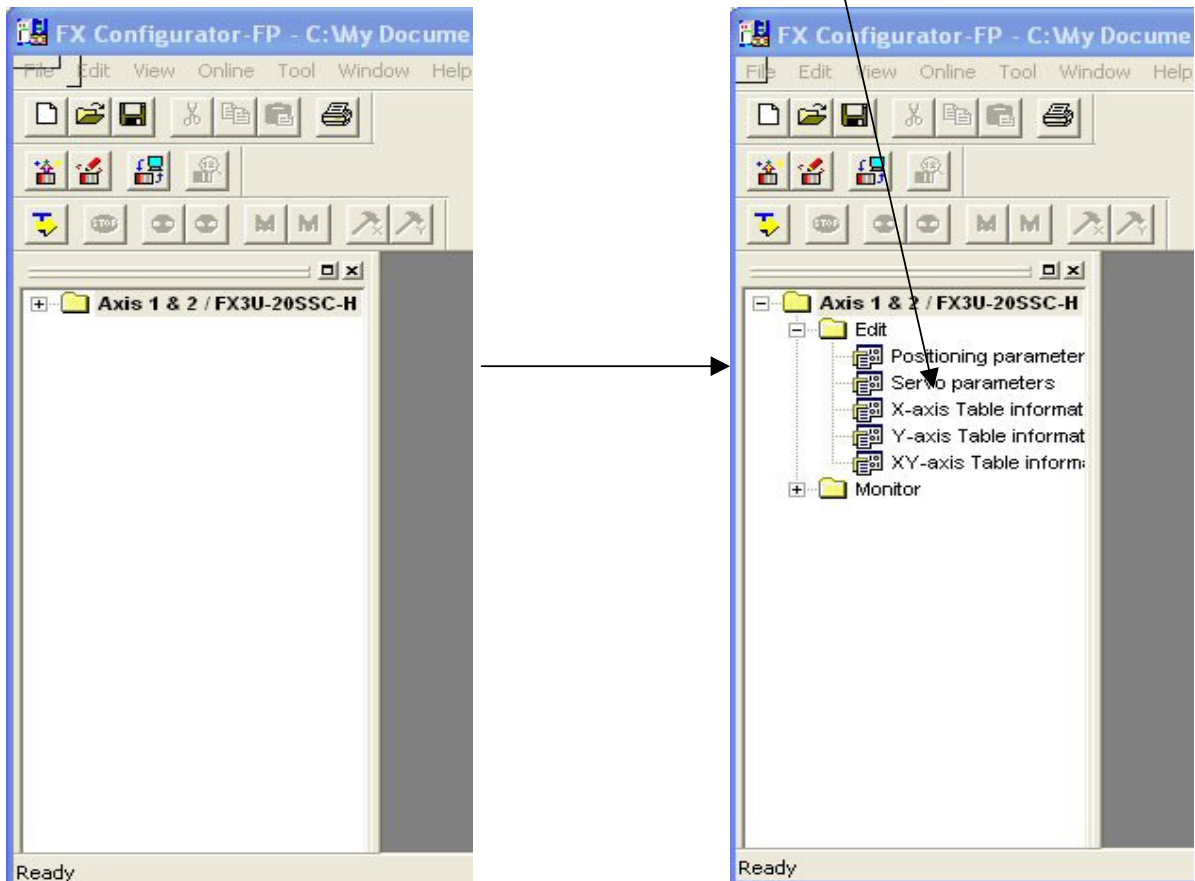 FX Configurator-FP - C:\My Docume
File Edit View Online Tool Window Help
STOP
X Y
Axis 1 & 2 / FX3U-20SSC-H
Ready
FX Configurator-FP - C:\My Docume
File Edit View Online Tool Window Help
STOP
X Y
Axis 1 & 2 / FX3U-20SSC-H
Edit
Positioning parameter
Servo parameters
X-axis Table informat
Y-axis Table informat
XY-axis Table inform
Monitor
Ready